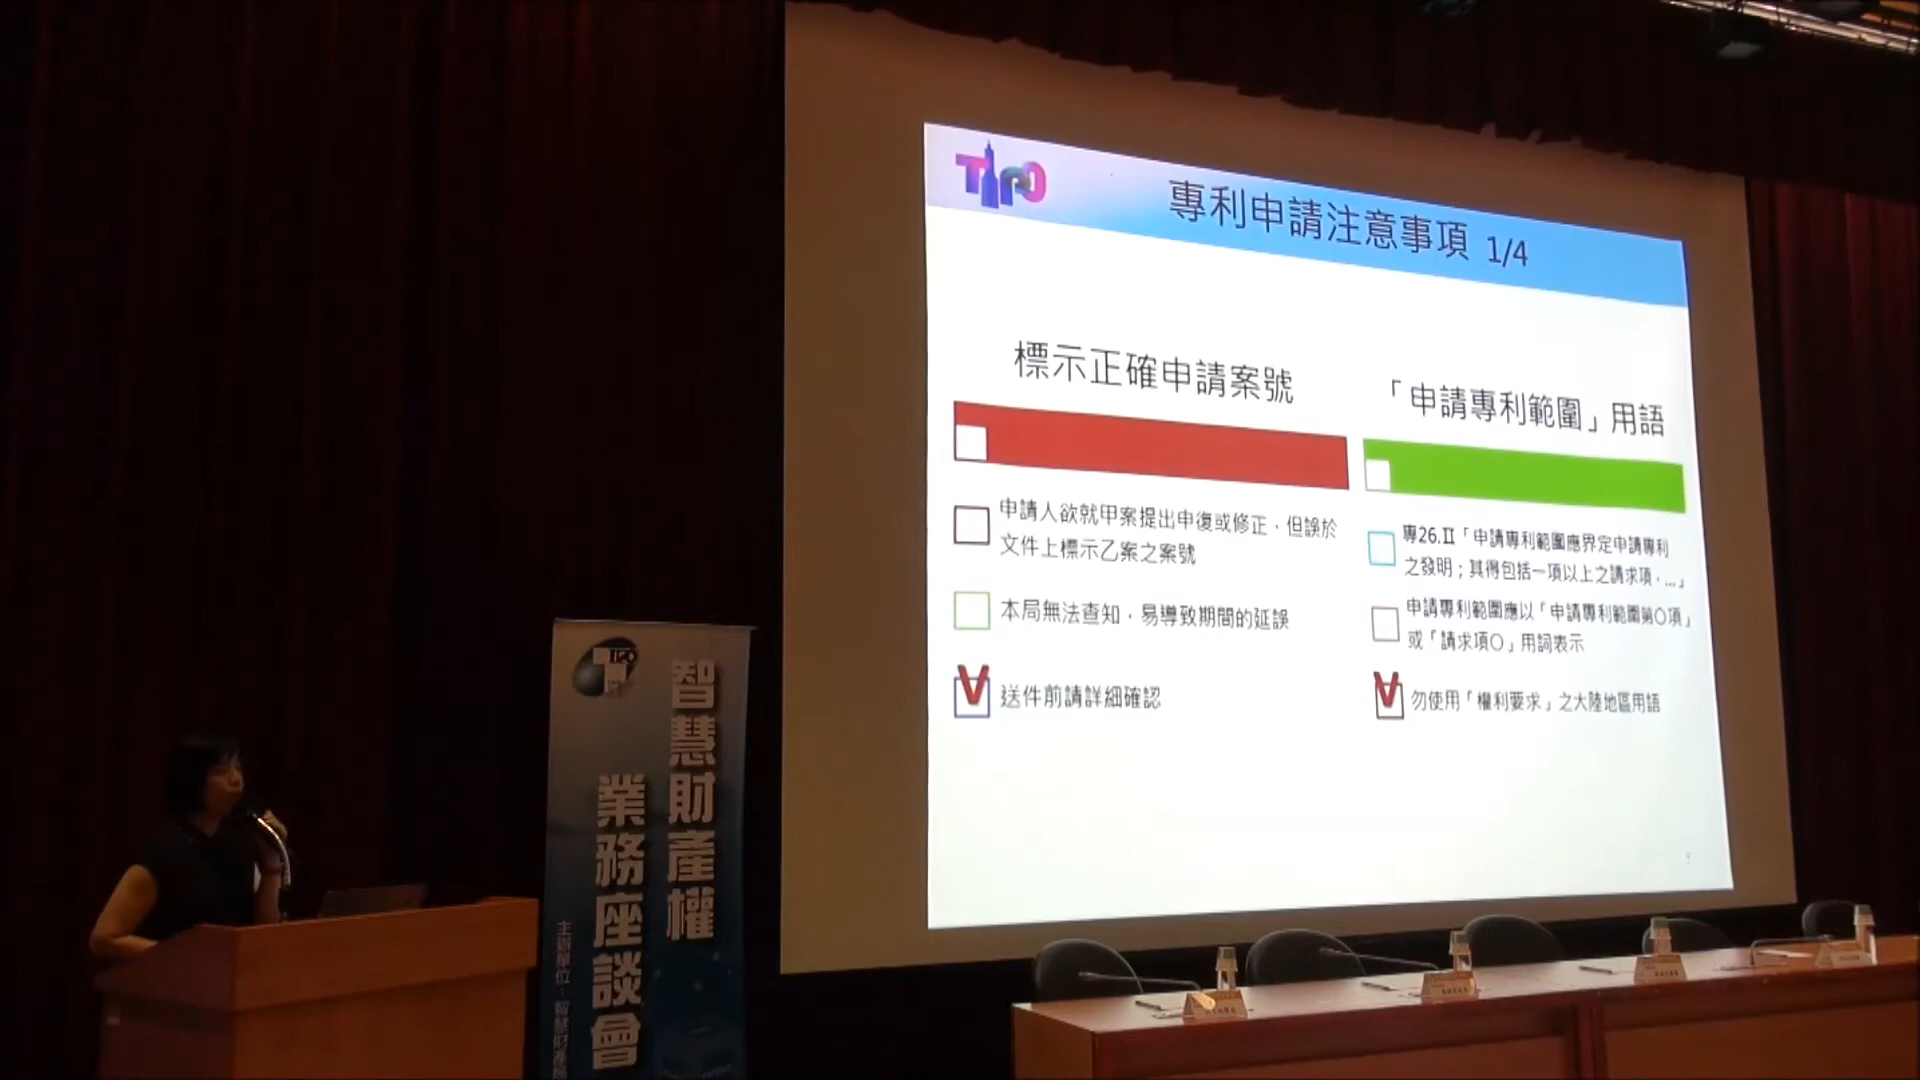 TIPO
專利申請注意事項 1/4
標示正確申請案號
申請人欲就甲案提出申復或修正，但誤於
文件上標示乙案之案號
本局無法查知，易導致期間的延誤
V 送件前請詳細確認
「申請專利範圍」用語
專26.II「申請專利範圍應界定申請專利
之發明；其得包括一項以上之請求項，...」
申請專利範圍應以「申請專利範圍第○項」
或「請求項○」用詞表示
V 勿使用「權利要求」之大陸地區用語
TIPO
智慧財產權
業務座談會
主辦單位：智慧財產